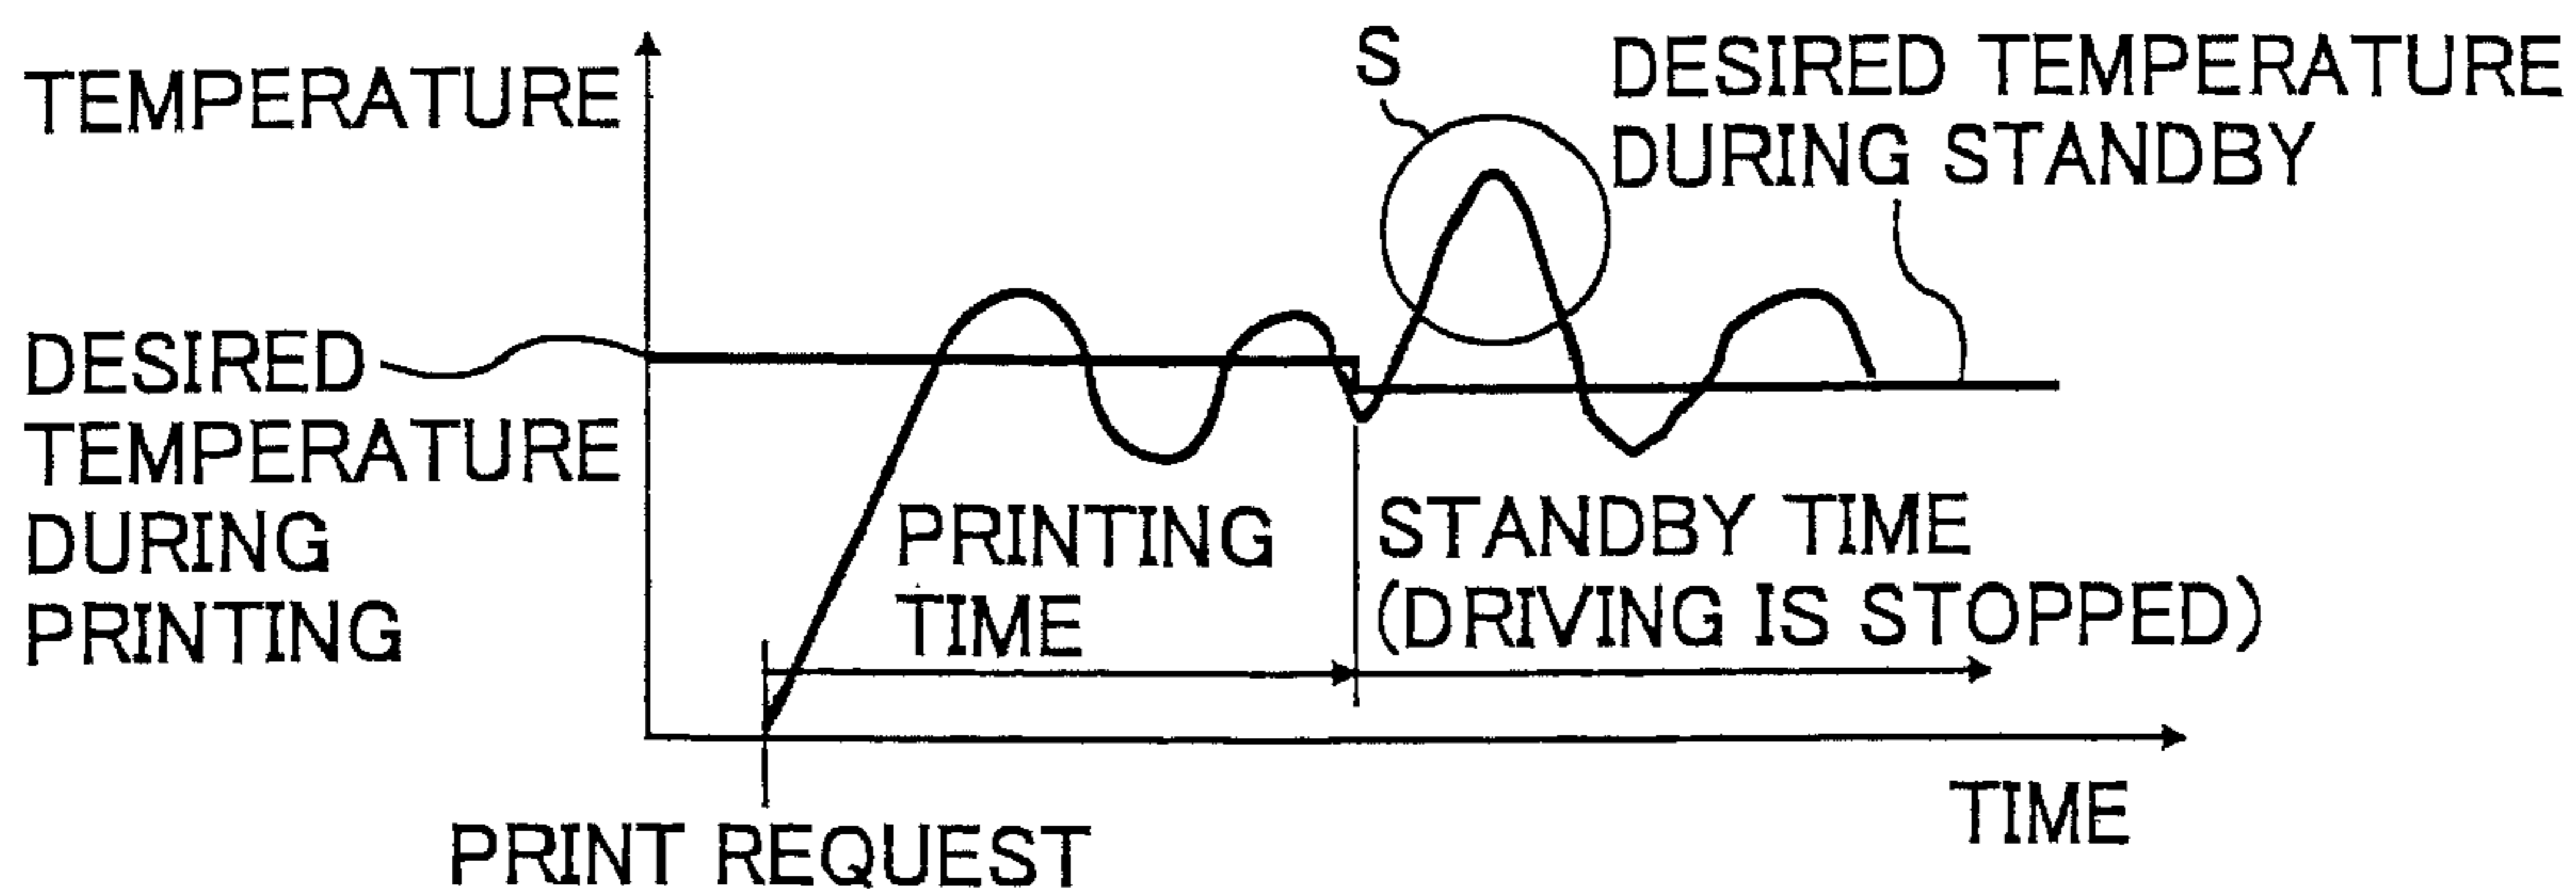 TEMPERATURE
S
DESIRED TEMPERATURE
DURING STANDBY
DESIRED
TEMPERATURE
DURING
PRINTING
PRINTING
TIME
STANDBY TIME
(DRIVING IS STOPPED)
TIME
PRINT REQUEST